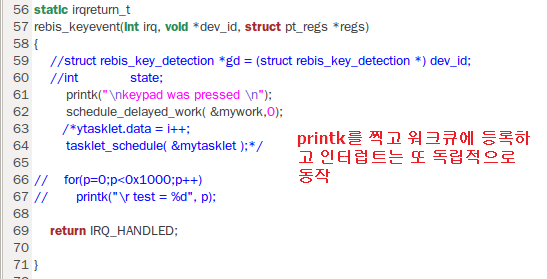 56 static irqreturn_t
57 rebis_keyevent(int irq, void *dev_id, struct pt_regs *regs)
58 {
59 //struct rebis_key_detection *gd = (struct rebis_key_detection *) dev_id;
60 //int state;
61 printk("\nkeypad was pressed \n");
62 schedule_delayed_work( &mywork,0);
63 /*ytasklet.data = i++;
64 tasklet_schedule( &mytasklet );*/
printk를 찍고 워크큐에 등록하
고 인터럽트는 또 독립적으로
동작
65
66 // for(p=0;p<0x1000;p++)
67 // printk("\r test = %d", p);
68
69 return IRQ_HANDLED;
70
71 }